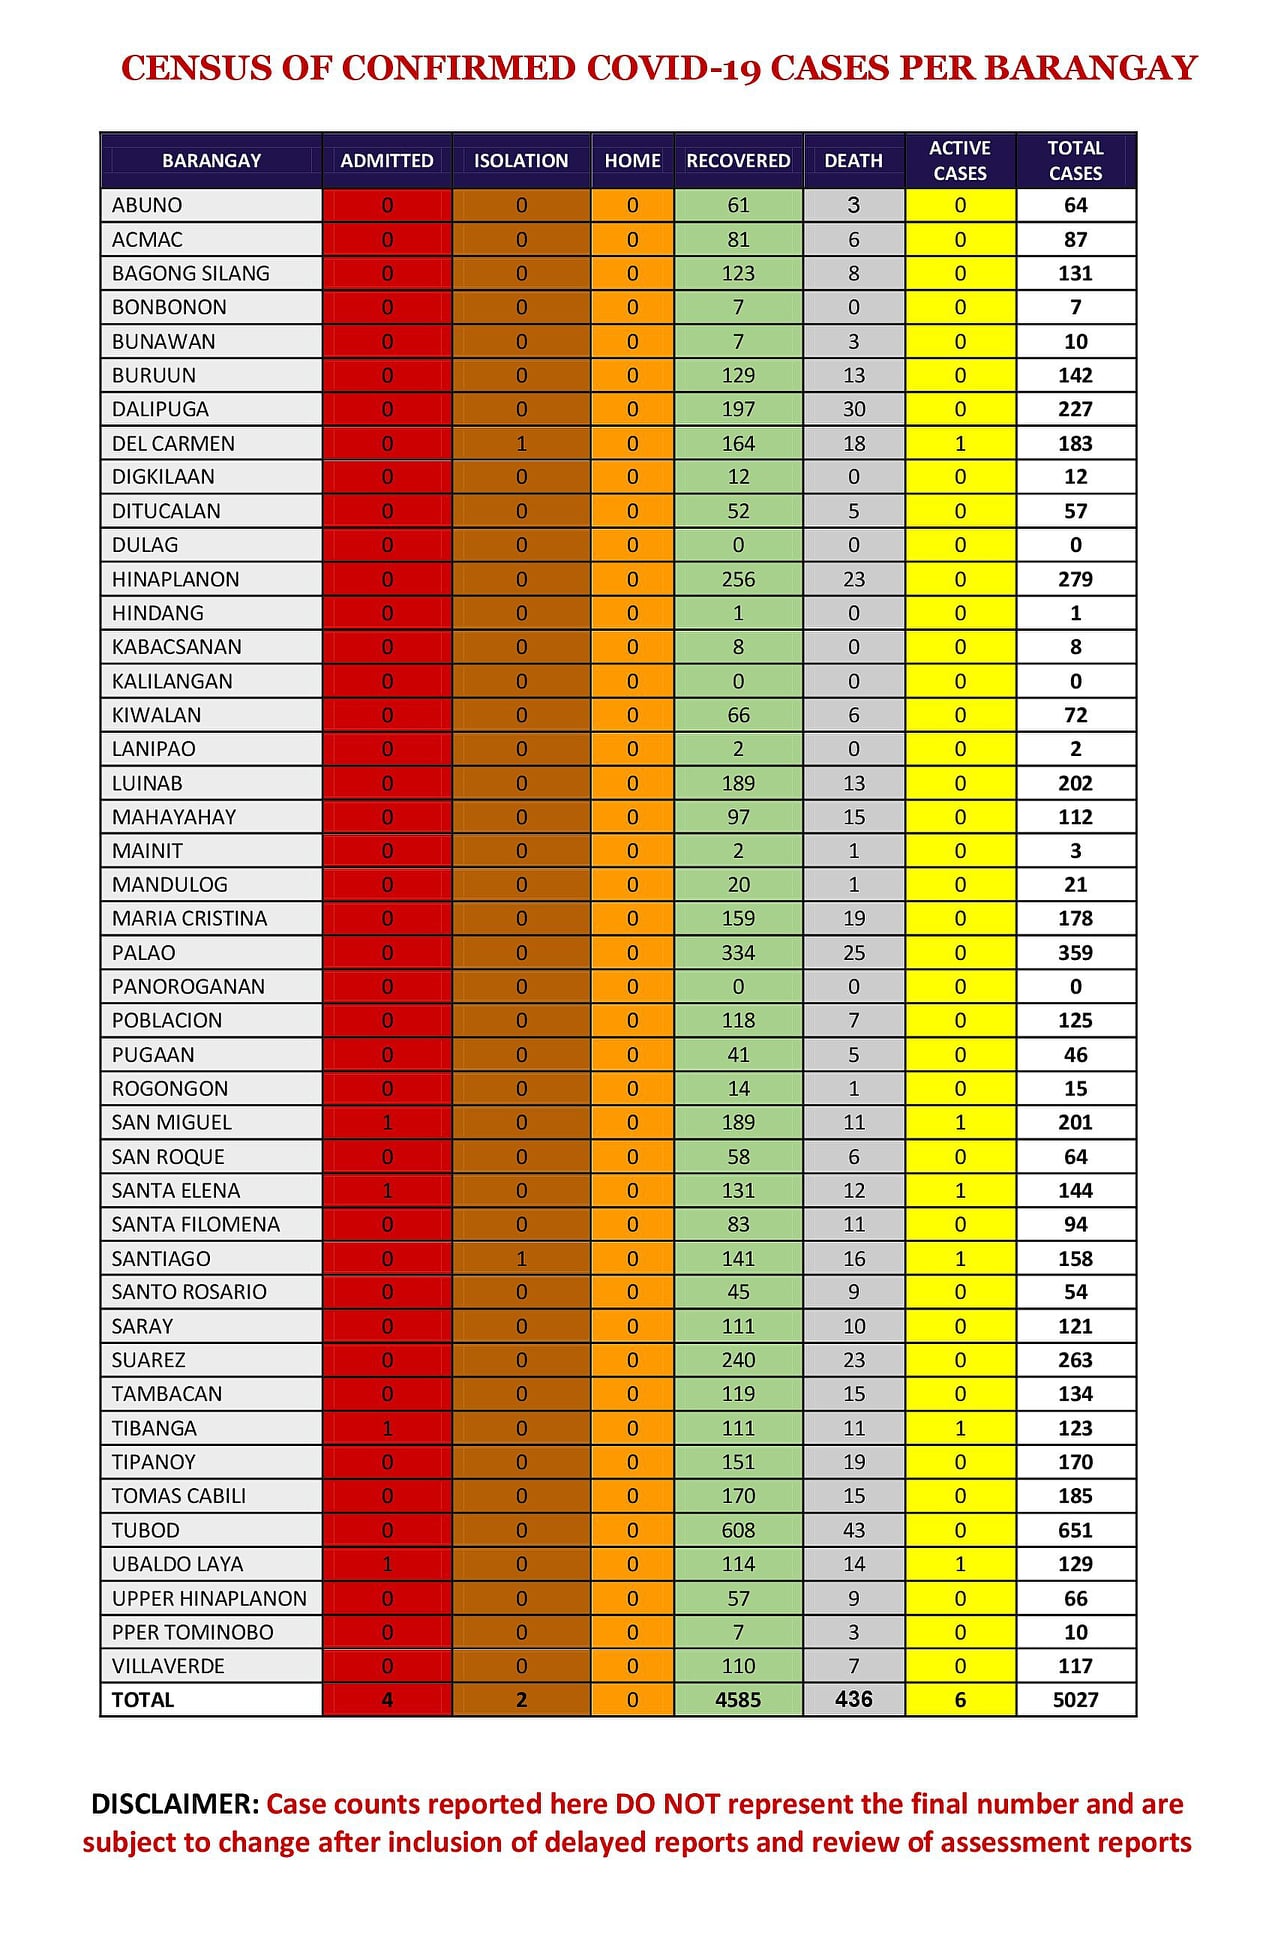 CENSUS OF CONFIRMED COVID-19 CASES PER BARANGAY
BARANGAY ADMITTED ISOLATION HOME RECOVERED DEATH ACTIVE CASES TOTAL CASES
ABUNO 0 0 0 61 3 0 64
ACMAC 0 0 0 81 6 0 87
BAGONG SILANG 0 0 0 123 8 0 131
BONBONON 0 0 0 7 0 0 7
BUNAWAN 0 0 0 7 3 0 10
BURUUN 0 0 0 129 13 0 142
DALIPUGA 0 0 0 197 30 0 227
DEL CARMEN 0 1 0 164 18 1 183
DIGKILAAN 0 0 0 12 0 0 12
DITUCALAN 0 0 0 52 5 0 57
DULAG 0 0 0 0 0 0 0
HINAPLANON 0 0 0 256 23 0 279
HINDANG 0 0 0 1 0 0 1
KABACSANAN 0 0 0 8 0 0 8
KALILANGAN 0 0 0 0 0 0 0
KIWALAN 0 0 0 66 6 0 72
LANIPAO 0 0 0 2 0 0 2
LUINAB 0 0 0 189 13 0 202
MAHAYAHAY 0 0 0 97 15 0 112
MAINIT 0 0 0 2 1 0 3
MANDULOG 0 0 0 20 1 0 21
MARIA CRISTINA 0 0 0 159 19 0 178
PALAO 0 0 0 334 25 0 359
PANOROGANAN 0 0 0 0 0 0 0
POBLACION 0 0 0 118 7 0 125
PUGAAN 0 0 0 41 5 0 46
ROGONGON 0 0 0 14 1 0 15
SAN MIGUEL 1 0 0 189 11 1 201
SAN ROQUE 0 0 0 58 6 0 64
SANTA ELENA 1 0 0 131 12 1 144
SANTA FILOMENA 0 0 0 83 11 0 94
SANTIAGO 0 1 0 141 16 1 158
SANTO ROSARIO 0 0 0 45 9 0 54
SARAY 0 0 0 111 10 0 121
SUAREZ 0 0 0 240 23 0 263
TAMBACAN 0 0 0 119 15 0 134
TIBANGA 1 0 0 111 11 1 123
TIPANOY 0 0 0 151 19 0 170
TOMAS CABILI 0 0 0 170 15 0 185
TUBOD 0 0 0 608 43 0 651
UBALDO LAYA 1 0 0 114 14 1 129
UPPER HINAPLANON 0 0 0 57 9 0 66
PPER TOMINOBO 0 0 0 7 3 0 10
VILLAVERDE 0 0 0 110 7 0 117
TOTAL 4 2 0 4585 436 6 5027
DISCLAIMER: Case counts reported here DO NOT represent the final number and are
subject to change after inclusion of delayed reports and review of assessment reports